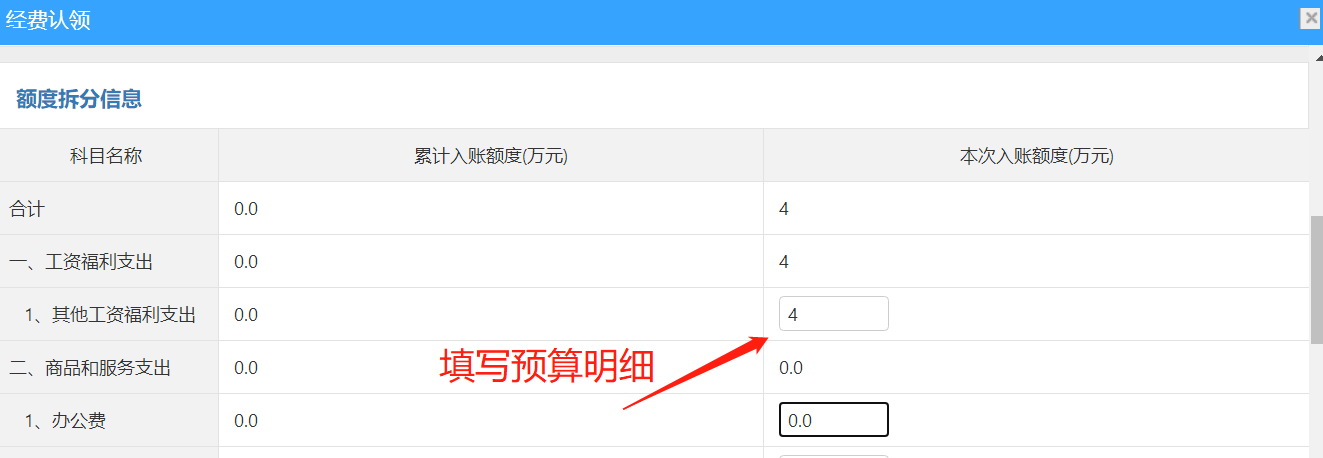 经费认领
额度拆分信息
科目名称 累计入账额度(万元) 本次入账额度(万元)
合计 0.0 4
一、工资福利支出 0.0 4
1、其他工资福利支出 0.0 4
填写预算明细
二、商品和服务支出 0.0 0.0
1、办公费 0.0 0.0